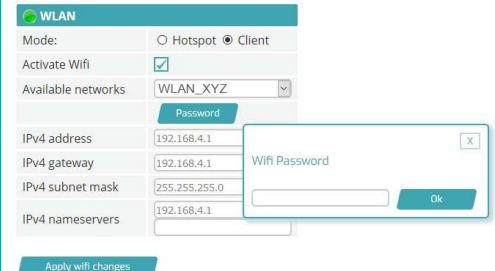 WLAN
Mode: Hotspot Client
Activate Wifi
Available networks WLAN_XYZ
Password
IPv4 address 192.168.4.1
IPv4 gateway 192.168.4.1
IPv4 subnet mask 255.255.255.0
IPv4 nameservers 192.168.4.1
X
Wifi Password
Ok
Apply wifi changes